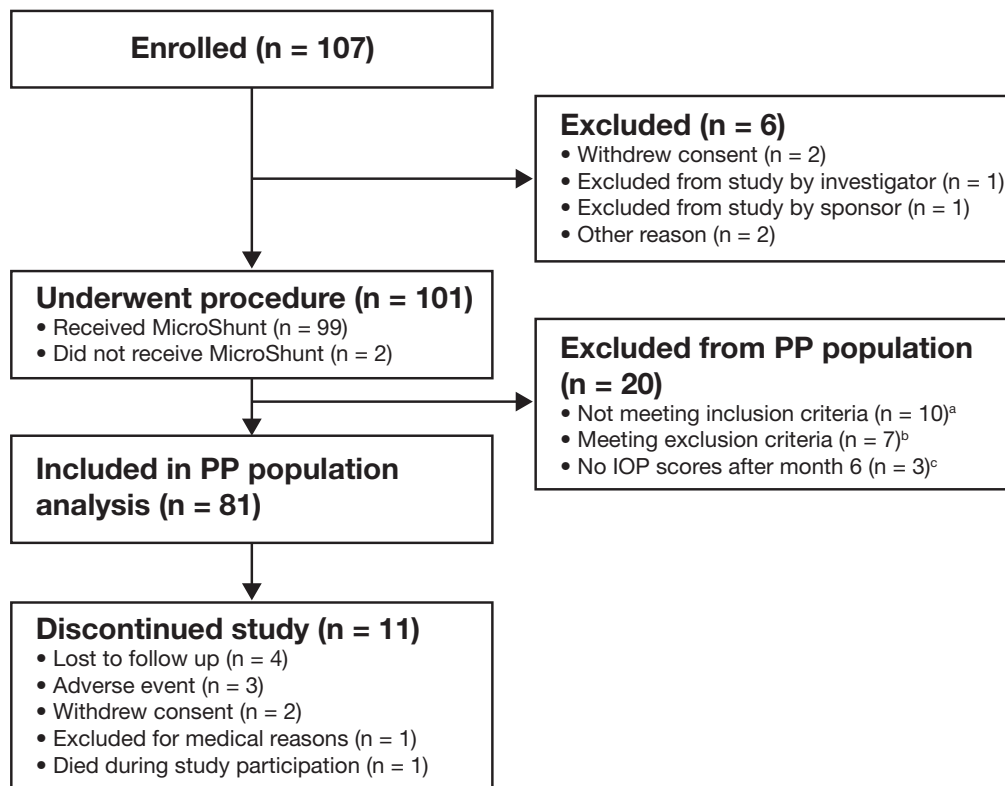 Enrolled (n = 107)
Excluded (n = 6)
• Withdrew consent (n = 2)
• Excluded from study by investigator (n = 1)
• Excluded from study by sponsor (n = 1)
• Other reason (n = 2)
Underwent procedure (n = 101)
• Received MicroShunt (n = 99)
• Did not receive MicroShunt (n = 2)
Excluded from PP population
(n = 20)
• Not meeting inclusion criteria (n = 10)ᵃ
• Meeting exclusion criteria (n = 7)ᵇ
• No IOP scores after month 6 (n = 3)ᶜ
Included in PP population
analysis (n = 81)
Discontinued study (n = 11)
• Lost to follow up (n = 4)
• Adverse event (n = 3)
• Withdrew consent (n = 2)
• Excluded for medical reasons (n = 1)
• Died during study participation (n = 1)